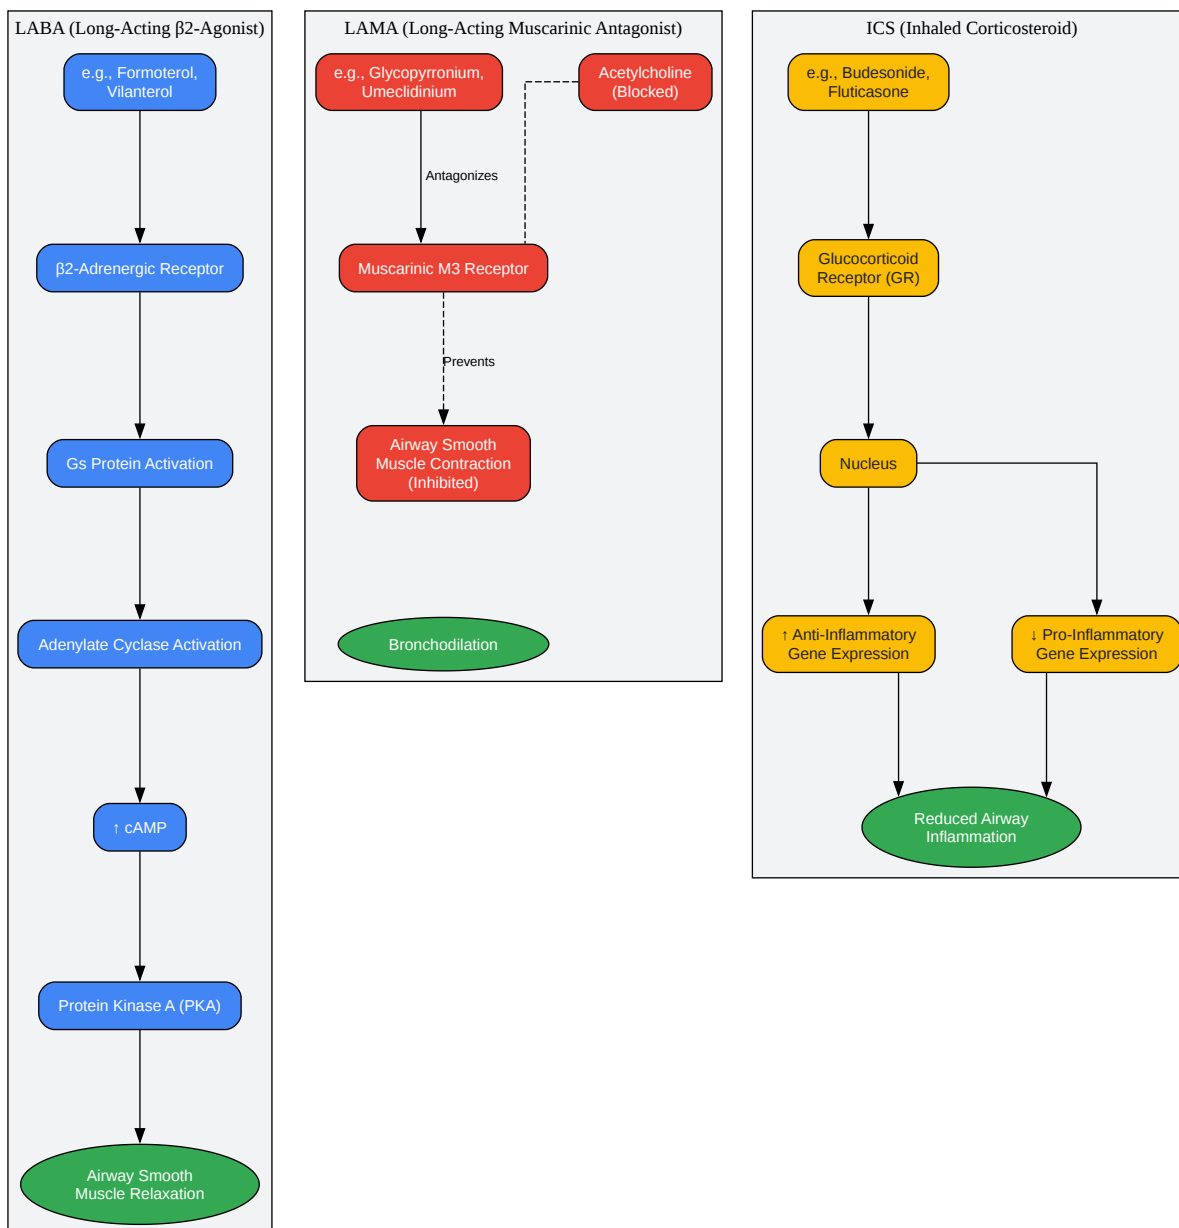 LABA (Long-Acting β2-Agonist)
e.g., Formoterol,
Vilanterol
β2-Adrenergic Receptor
Gs Protein Activation
Adenylate Cyclase Activation
↑ cAMP
Protein Kinase A (PKA)
Airway Smooth
Muscle Relaxation
LAMA (Long-Acting Muscarinic Antagonist)
e.g., Glycopyrronium,
Umeclidinium
Acetylcholine
(Blocked)
Antagonizes
Muscarinic M3 Receptor
Prevents
Airway Smooth
Muscle Contraction
(Inhibited)
Bronchodilation
ICS (Inhaled Corticosteroid)
e.g., Budesonide,
Fluticasone
Glucocorticoid
Receptor (GR)
Nucleus
↑ Anti-Inflammatory
Gene Expression
↓ Pro-Inflammatory
Gene Expression
Reduced Airway
Inflammation